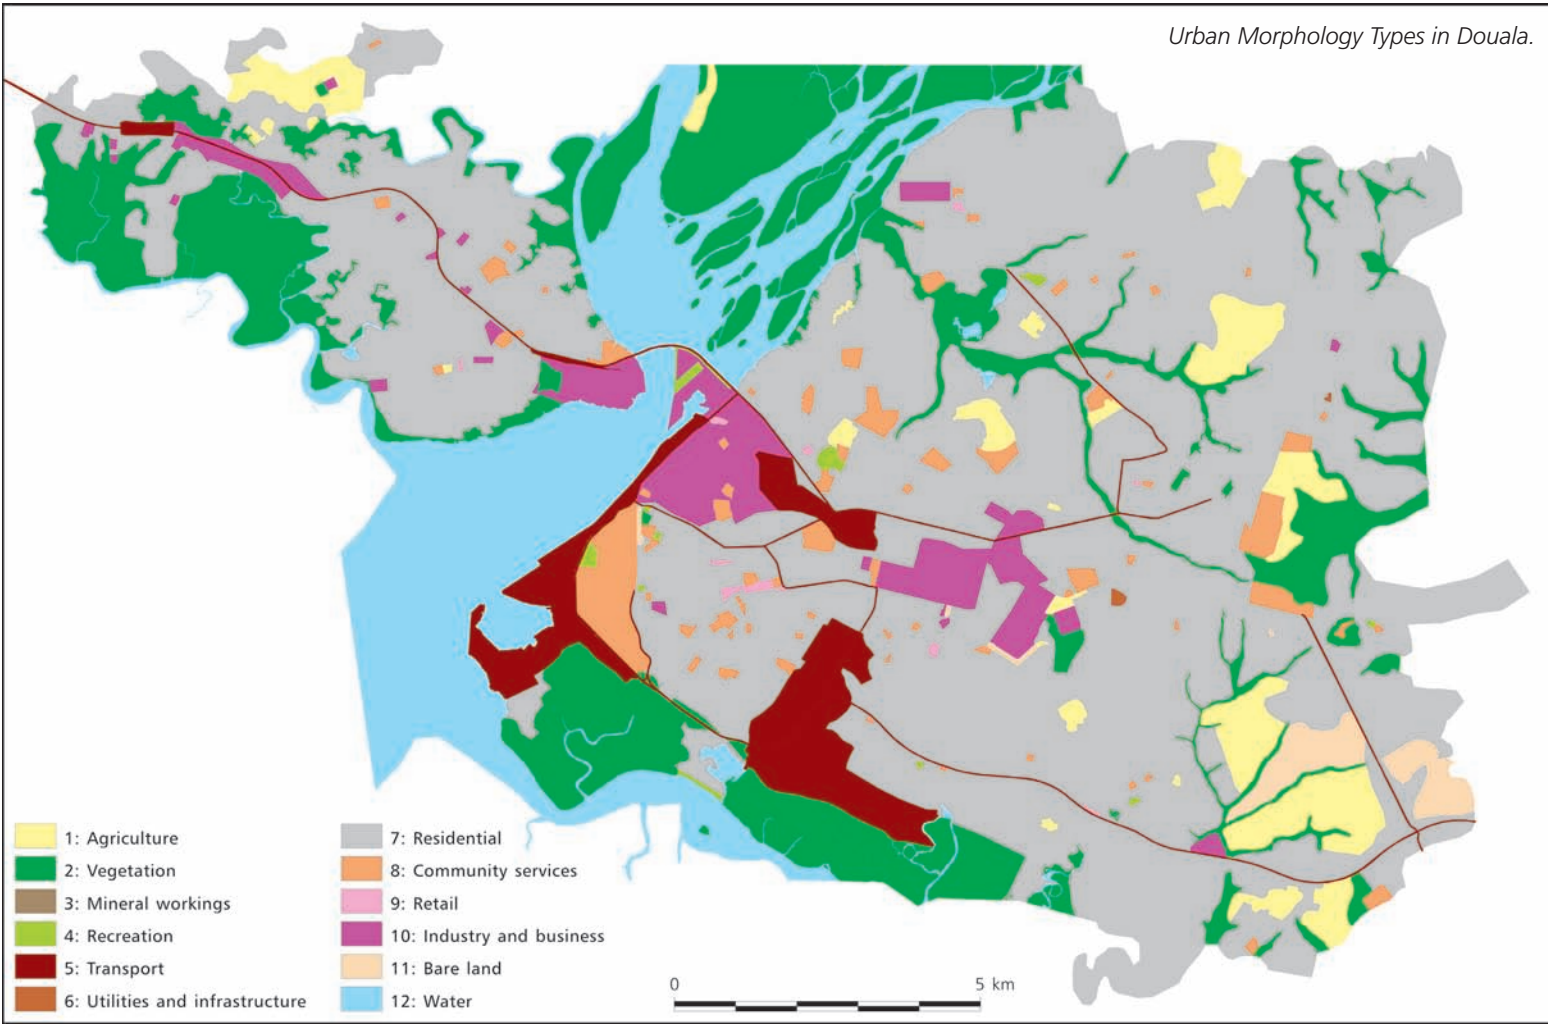 Urban Morphology Types in Douala.
1: Agriculture
2: Vegetation
3: Mineral workings
4: Recreation
5: Transport
6: Utilities and infrastructure
7: Residential
8: Community services
9: Retail
10: Industry and business
11: Bare land
12: Water
0 5 km